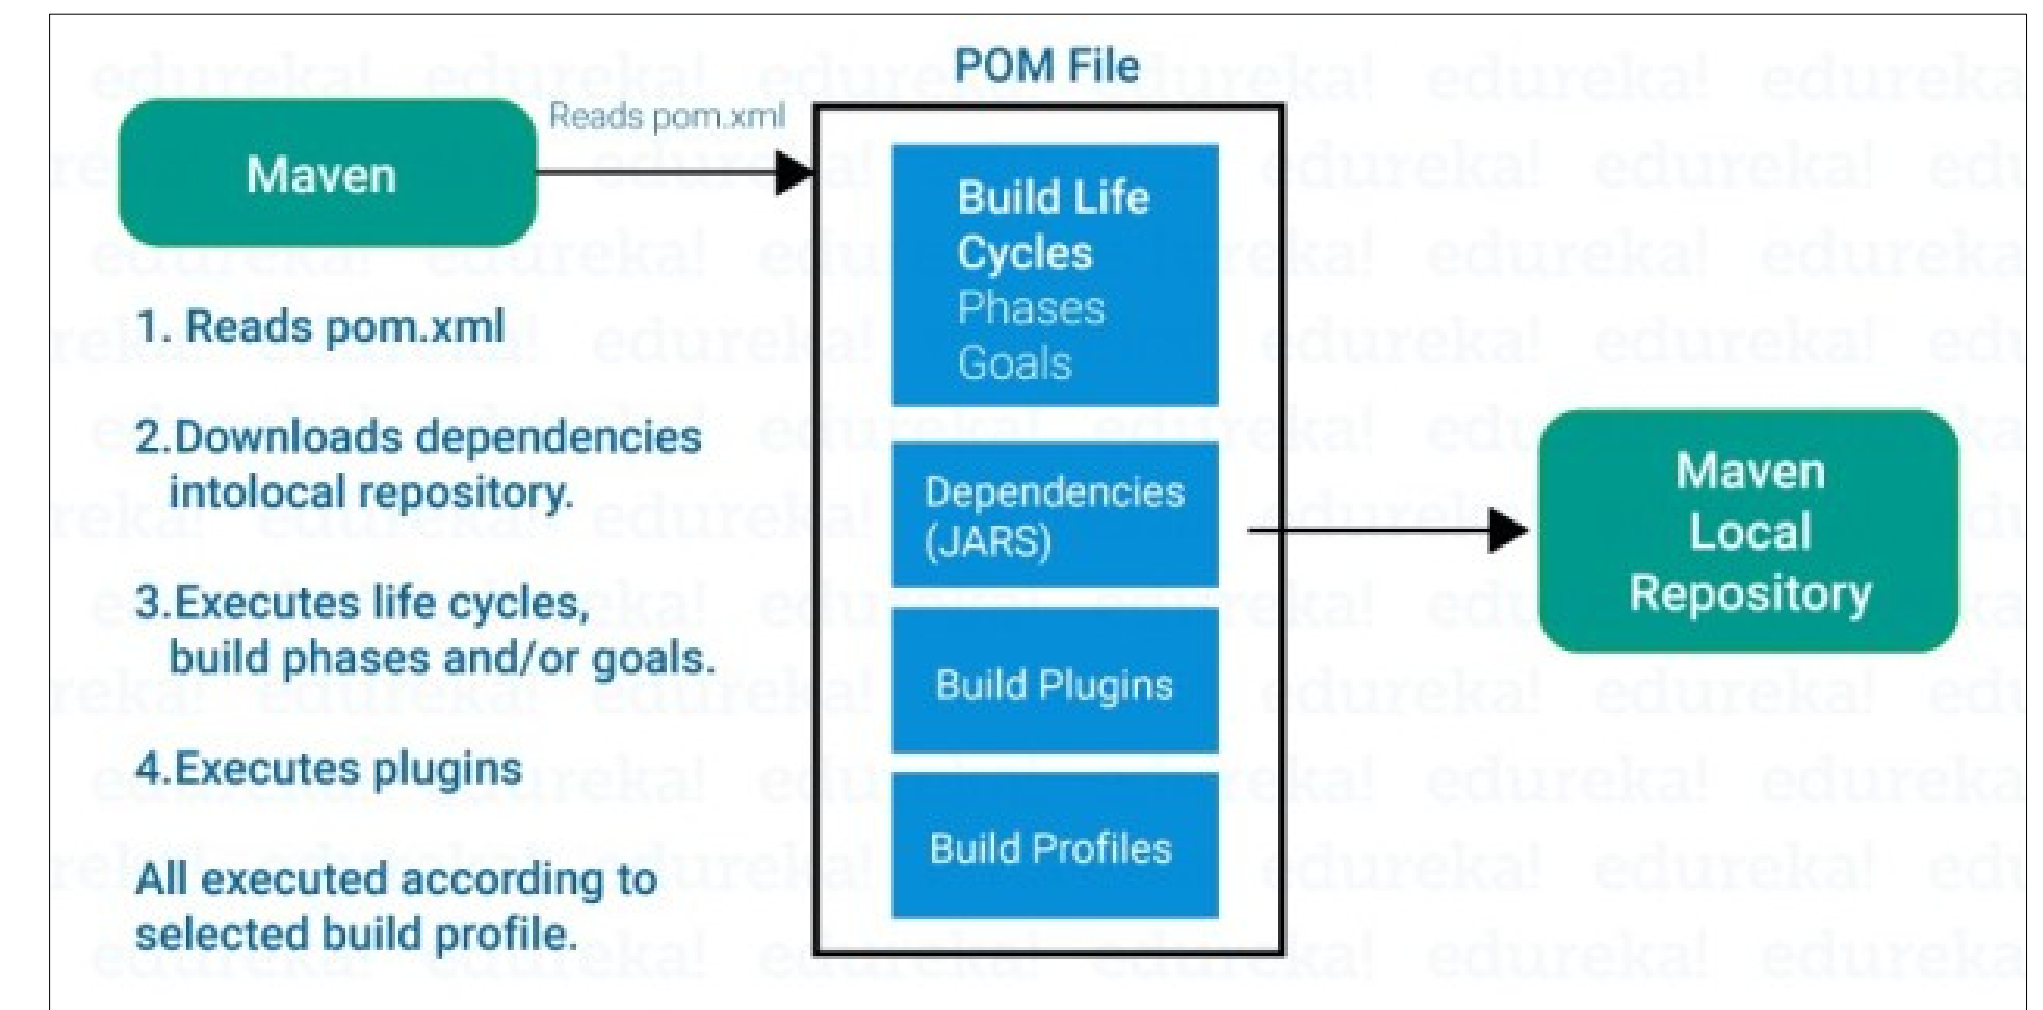 POM File
Maven
Reads pom.xml
1. Reads pom.xml
2.Downloads dependencies
intolocal repository.
3.Executes life cycles,
build phases and/or goals.
4.Executes plugins
All executed according to
selected build profile.
Build Life
Cycles
Phases
Goals
Dependencies
(JARS)
Build Plugins
Build Profiles
Maven
Local
Repository
edureka!